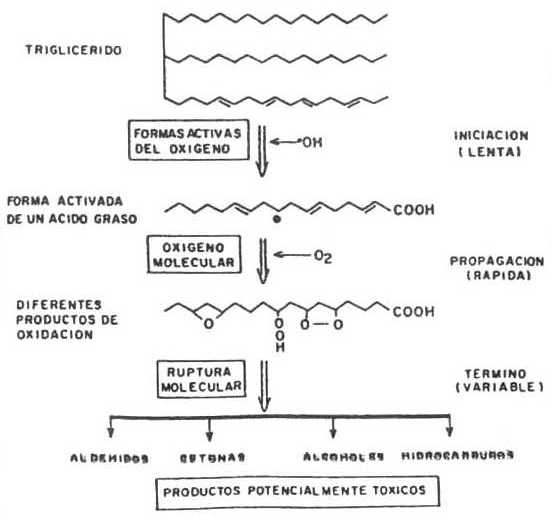 TRIGLICERIDO
FORMAS ACTIVAS
DEL OXIGENO
•OH
INICIACION
(LENTA)
FORMA ACTIVADA
DE UN ACIDO GRASO
COOH
OXIGENO
MOLECULAR
O2
PROPAGACION
(RAPIDA)
DIFERENTES
PRODUCTOS DE
OXIDACION
COOH
O
O
O
H
O—O
RUPTURA
MOLECULAR
TERMINO
(VARIABLE)
ALDEHIDOS CETONAS ALCOHOLES HIDROCARBUROS
PRODUCTOS POTENCIALMENTE TOXICOS